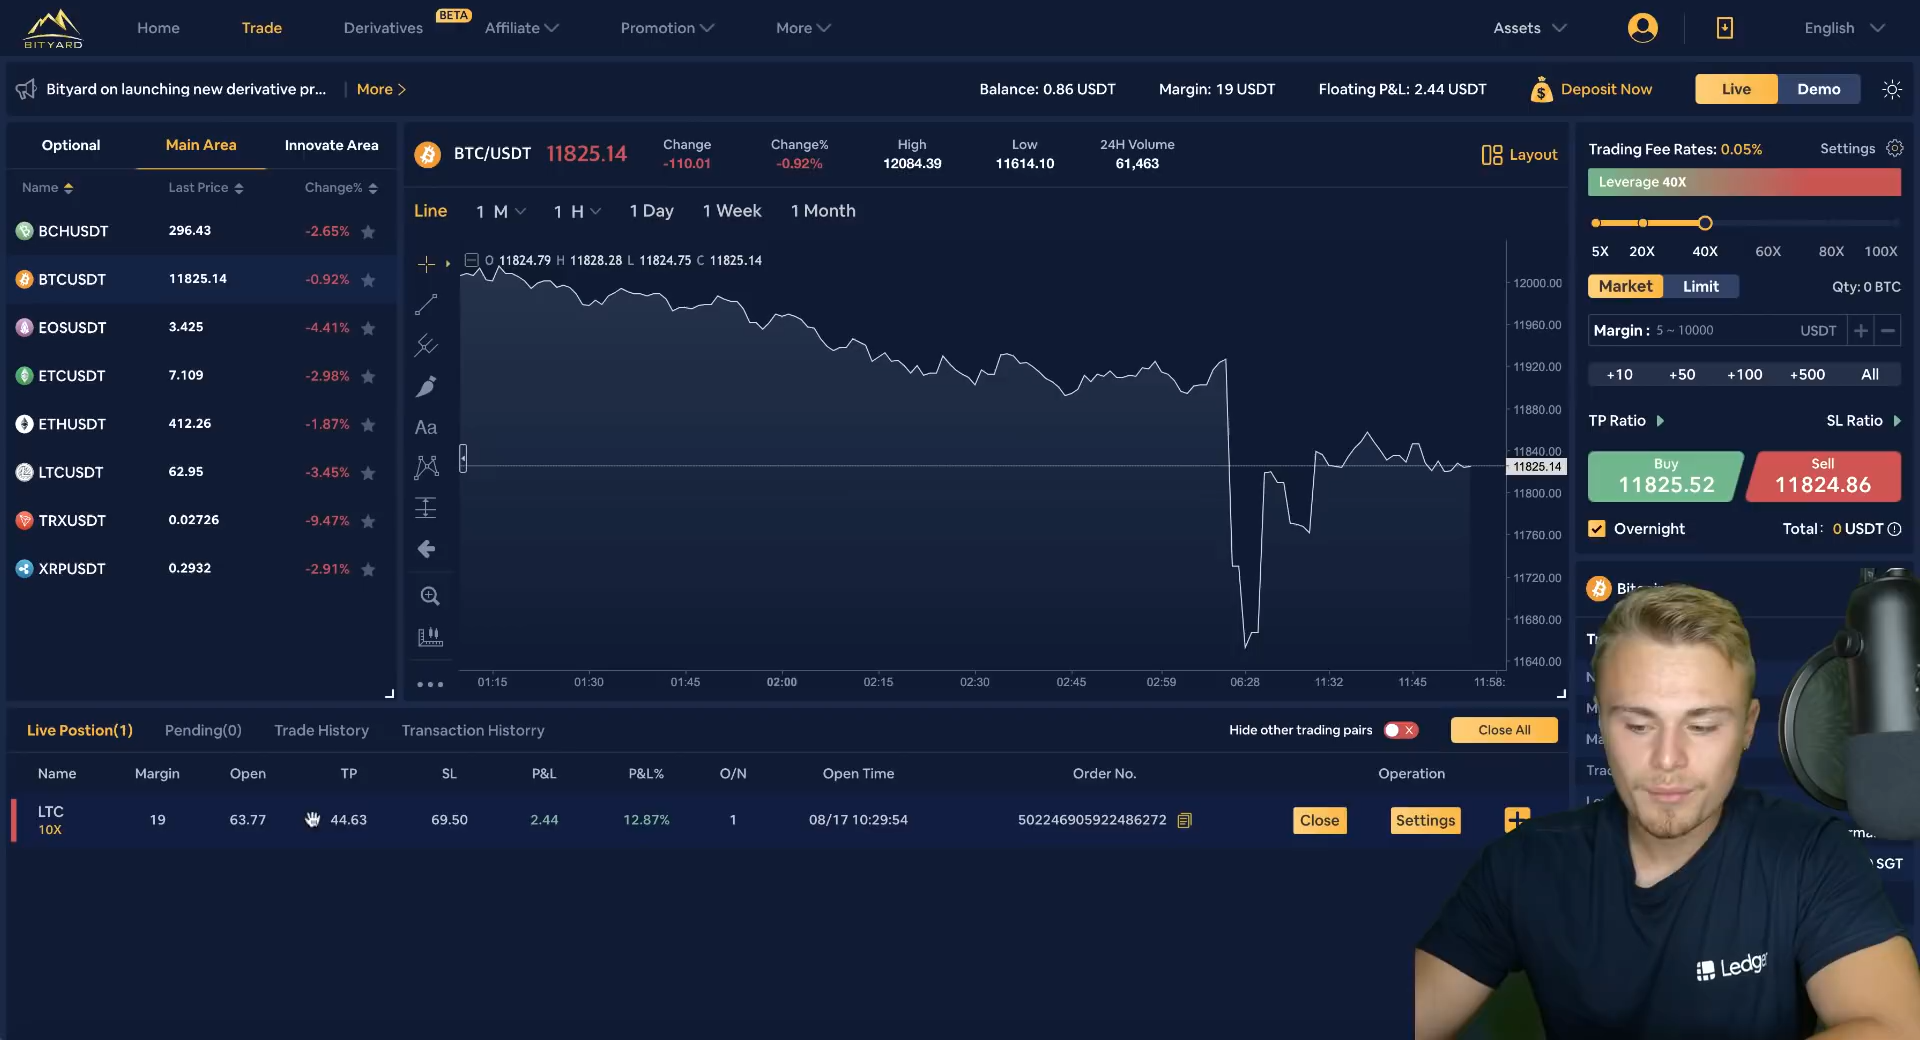 BITYARD
Home
Trade
Derivatives
BETA
Affiliate
Promotion
More
Assets
English
Bityard on launching new derivative pr...
More >
Balance: 0.86 USDT
Margin: 19 USDT
Floating P&L: 2.44 USDT
Deposit Now
Live
Demo
Optional
Main Area
Innovate Area
Name
Last Price
Change%
BCHUSDT 296.43 -2.65%
BTCUSDT 11825.14 -0.92%
EOSUSDT 3.425 -4.41%
ETCUSDT 7.109 -2.98%
ETHUSDT 412.26 -1.87%
LTCUSDT 62.95 -3.45%
TRXUSDT 0.02726 -9.47%
XRPUSDT 0.2932 -2.91%
BTC/USDT 11825.14
Change
-110.01
Change%
-0.92%
High
12084.39
Low
11614.10
24H Volume
61,463
Layout
Line
1 M
1 H
1 Day
1 Week
1 Month
O 11824.79 H 11828.28 L 11824.75 C 11825.14
Aa
12000.00
11960.00
11920.00
11880.00
11840.00
11825.14
11800.00
11760.00
11720.00
11680.00
11640.00
01:15
01:30
01:45
02:00
02:15
02:30
02:45
02:59
06:28
11:32
11:45
11:58:
Trading Fee Rates: 0.05%
Settings
Leverage 40X
5X 20X 40X 60X 80X 100X
Market
Limit
Qty: 0 BTC
Margin : 5 ~ 10000 USDT + −
+10 +50 +100 +500 All
TP Ratio
SL Ratio
Buy
11825.52
Sell
11824.86
Overnight
Total: 0 USDT
SGT
Live Postion(1)
Pending(0)
Trade History
Transaction Historry
Hide other trading pairs
X
Close All
Name Margin Open TP SL P&L P&L% O/N Open Time Order No. Operation
LTC
10X
19 63.77 44.63 69.50 2.44 12.87% 1 08/17 10:29:54 502246905922486272
Close
Settings
Ledger